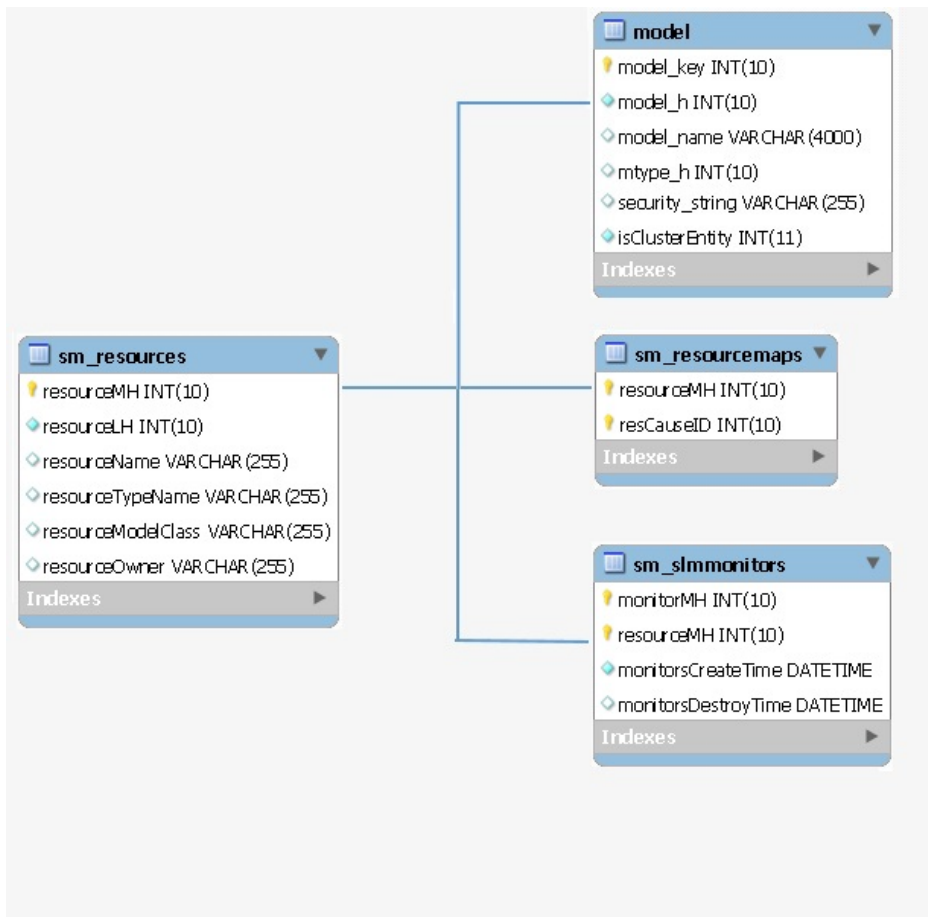 model
model_key INT(10)
model_h INT(10)
model_name VARCHAR(4000)
mtype_h INT(10)
security_string VARCHAR(255)
isClusterEntity INT(11)
Indexes
sm_resources
resourceMH INT(10)
resourceLH INT(10)
resourceName VARCHAR(255)
resourceTypeName VARCHAR(255)
resourceModelClass VARCHAR(255)
resourceOwner VARCHAR(255)
Indexes
sm_resourcemaps
resourceMH INT(10)
resCauseID INT(10)
Indexes
sm_slmmonitors
monitorMH INT(10)
resourceMH INT(10)
monitorsCreateTime DATETIME
monitorsDestroyTime DATETIME
Indexes